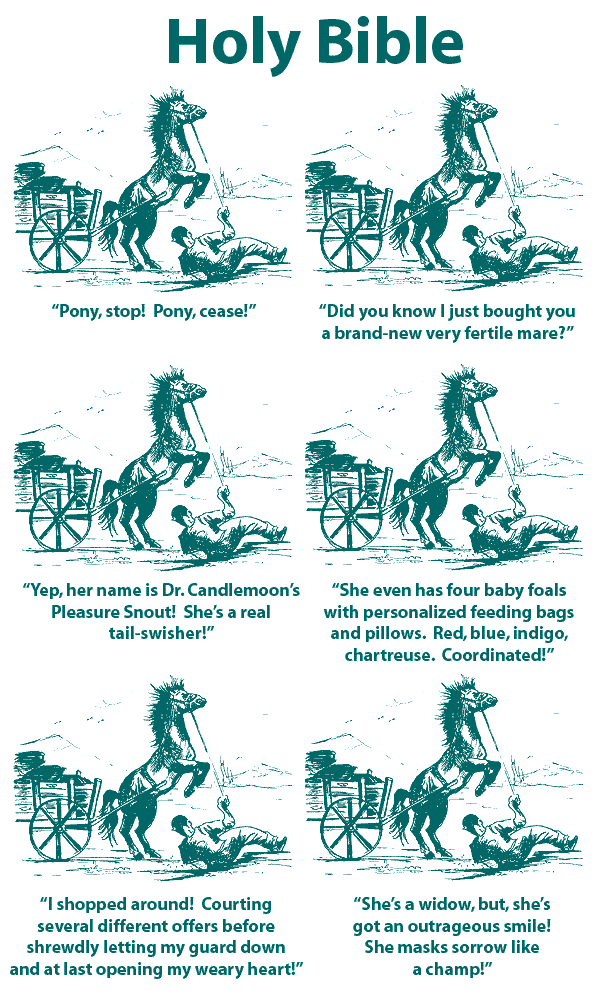 Holy Bible
“Pony, stop!  Pony, cease!”
“Did you know I just bought you
a brand-new very fertile mare?”
“Yep, her name is Dr. Candlemoon’s
Pleasure Snout!  She’s a real
tail-swisher!”
“She even has four baby foals
with personalized feeding bags
and pillows.  Red, blue, indigo,
chartreuse.  Coordinated!”
“I shopped around!  Courting
several different offers before
shrewdly letting my guard down
and at last opening my weary heart!”
“She’s a widow, but, she’s
got an outrageous smile!
She masks sorrow like
a champ!”